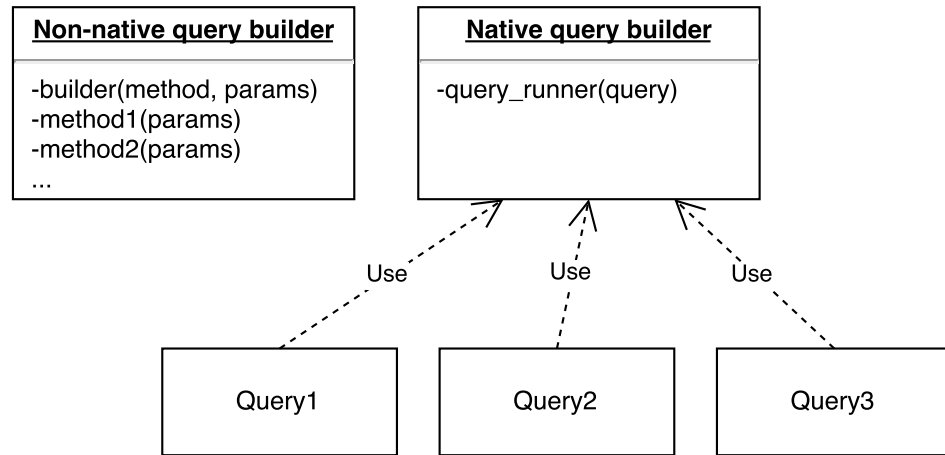 Non-native query builder
-builder(method, params)
-method1(params)
-method2(params)
...
Native query builder
-query_runner(query)
Use
Use
Use
Query1
Query2
Query3